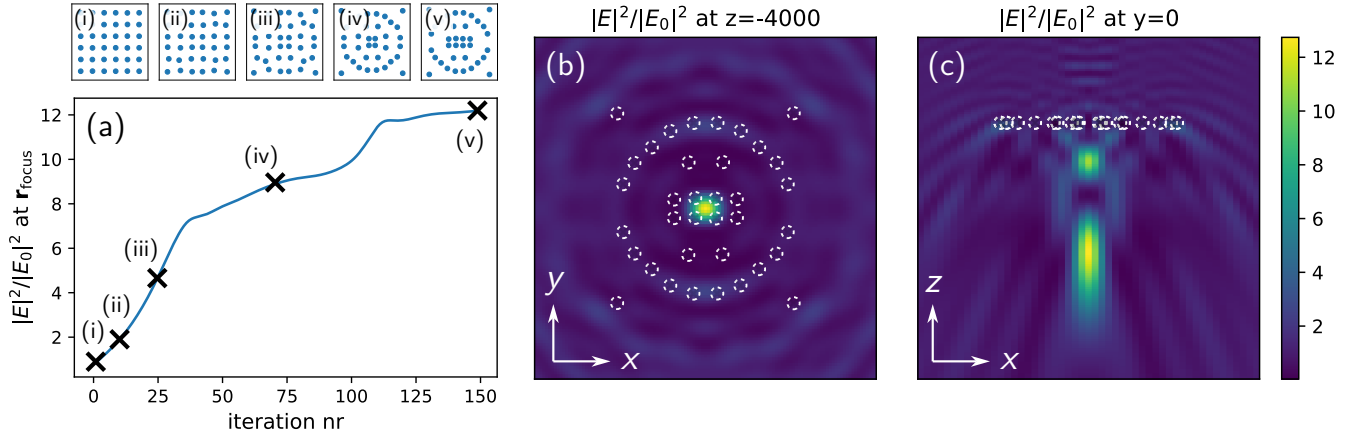 (i)
(ii)
(iii)
(iv)
(v)
|E|²/|E₀|² at r_focus
12
10
8
6
4
2
(a)
(i)
(ii)
(iii)
(iv)
(v)
0 25 50 75 100 125 150
iteration nr
|E|²/|E₀|² at z=-4000
(b)
y
x
|E|²/|E₀|² at y=0
(c)
z
x
12
10
8
6
4
2